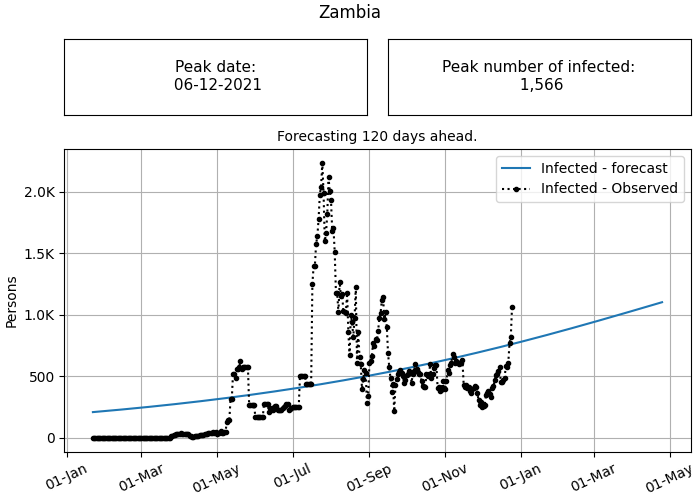 Zambia
Peak date:
06-12-2021
Peak number of infected:
1,566
Forecasting 120 days ahead.
Infected - forecast
Infected - Observed
2.0K
1.5K
1.0K
500
0
Persons
01-Jan
01-Mar
01-May
01-Jul
01-Sep
01-Nov
01-Jan
01-Mar
01-May